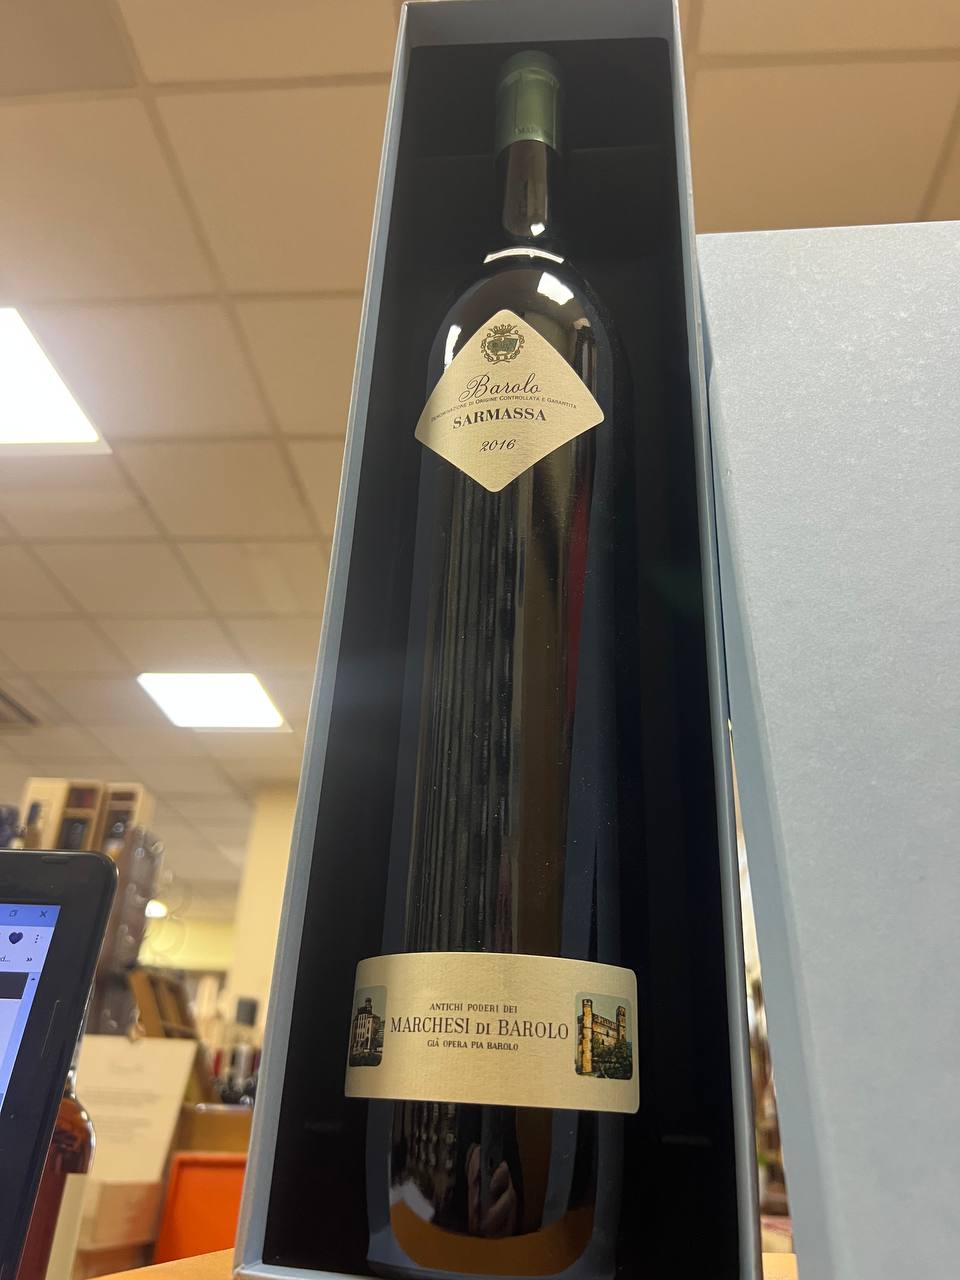 Barolo
DENOMINAZIONE DI ORIGINE CONTROLLATA E GARANTITA
SARMASSA
2016
ANTICHI PODERI DEI
MARCHESI DI BAROLO
GIÀ OPERA PIA BAROLO